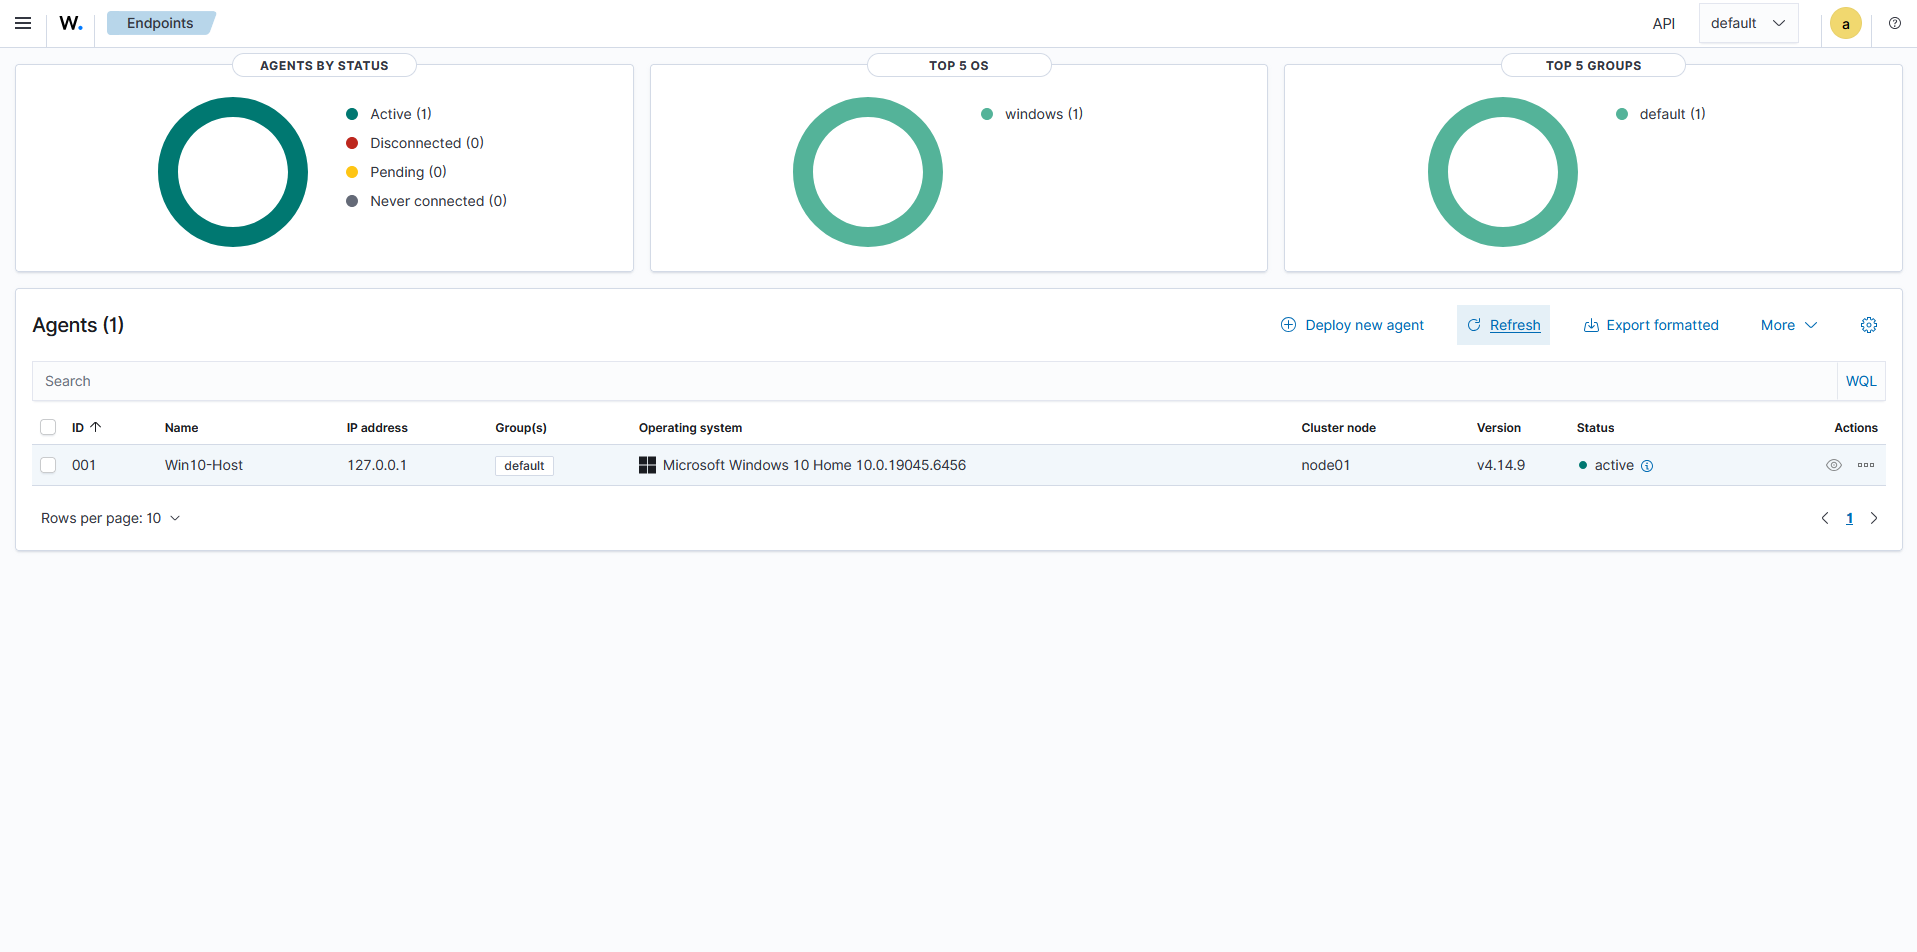 W. Endpoints API default a
AGENTS BY STATUS TOP 5 OS TOP 5 GROUPS
Active (1)
Disconnected (0)
Pending (0)
Never connected (0)
windows (1)
default (1)
Agents (1) Deploy new agent Refresh Export formatted More
Search WQL
ID Name IP address Group(s) Operating system Cluster node Version Status Actions
001 Win10-Host 127.0.0.1 default Microsoft Windows 10 Home 10.0.19045.6456 node01 v4.14.9 active
Rows per page: 10 1